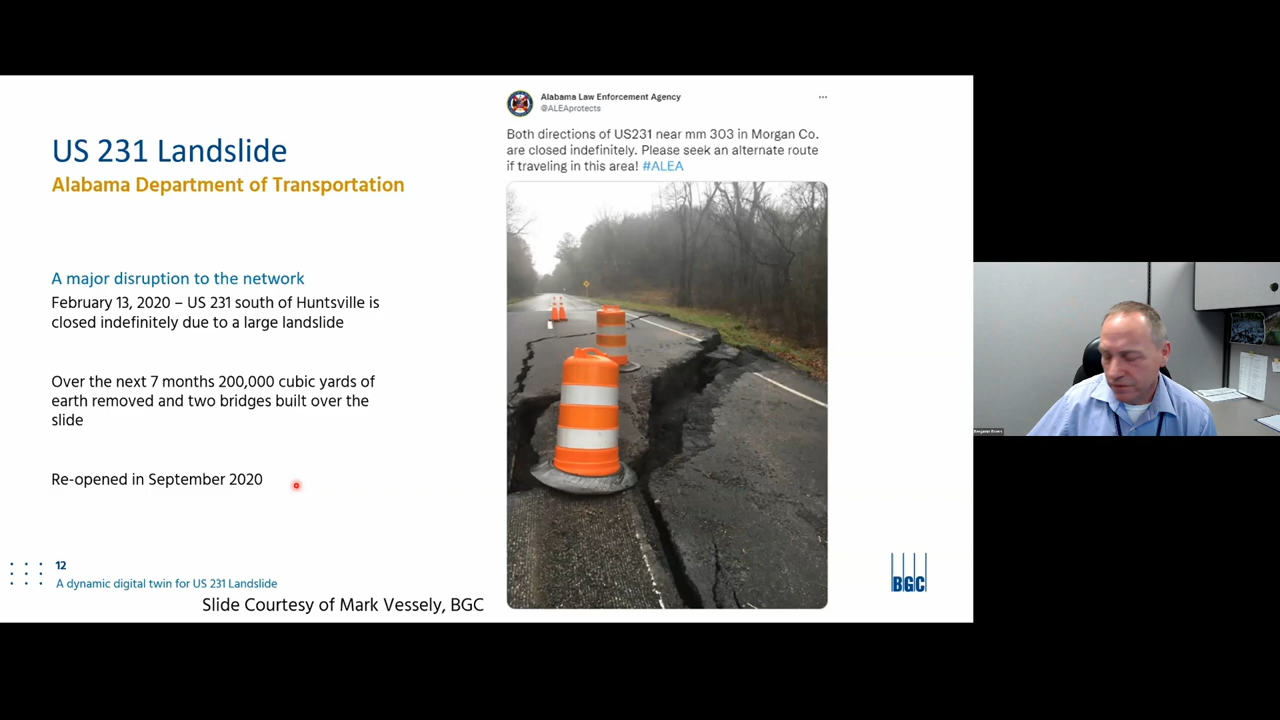 US 231 Landslide
Alabama Department of Transportation
A major disruption to the network
February 13, 2020 – US 231 south of Huntsville is
closed indefinitely due to a large landslide
Over the next 7 months 200,000 cubic yards of
earth removed and two bridges built over the
slide
Re-opened in September 2020
12
A dynamic digital twin for US 231 Landslide
Slide Courtesy of Mark Vessely, BGC
Alabama Law Enforcement Agency
@ALEAprotects
Both directions of US231 near mm 303 in Morgan Co.
are closed indefinitely. Please seek an alternate route
if traveling in this area! #ALEA
BGC